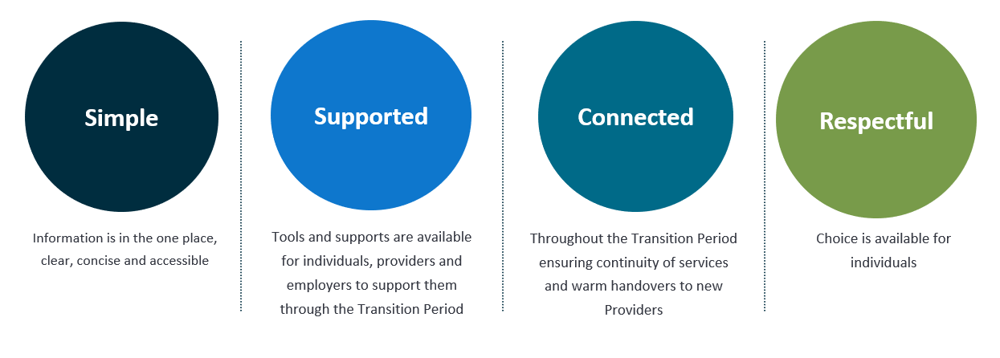 Simple
Information is in the one place,
clear, concise and accessible
Supported
Tools and supports are available
for individuals, providers and
employers to support them
through the Transition Period
Connected
Throughout the Transition Period
ensuring continuity of services
and warm handovers to new
Providers
Respectful
Choice is available for
individuals